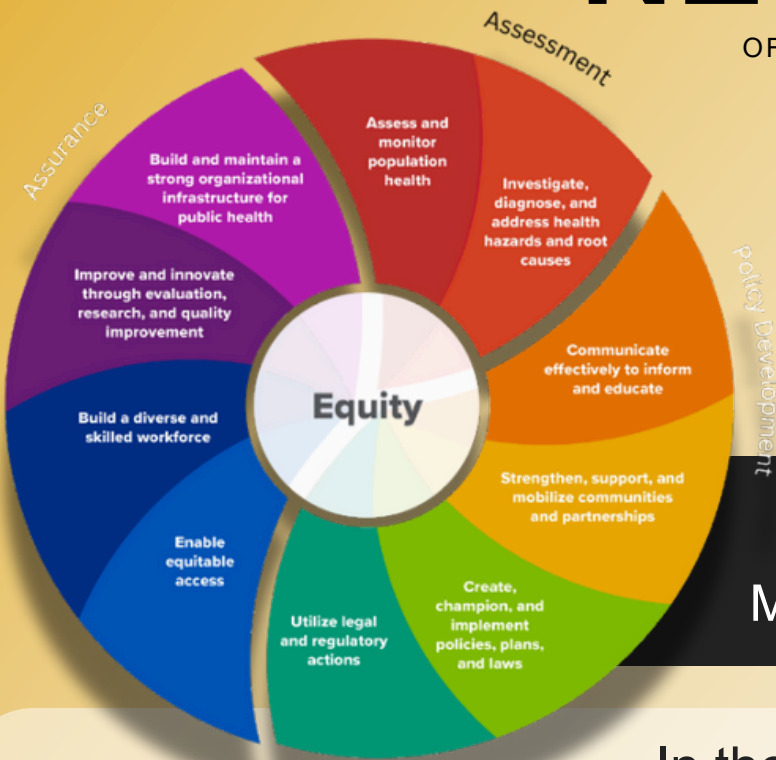 OF
Assessment
Assurance
Policy Development
Assess and
monitor
population
health
Investigate,
diagnose, and
address health
hazards and root
causes
Communicate
effectively to inform
and educate
Strengthen, support, and
mobilize communities
and partnerships
Create,
champion, and
implement
policies, plans,
and laws
Utilize legal
and regulatory
actions
Enable
equitable
access
Build a diverse and
skilled workforce
Improve and innovate
through evaluation,
research, and quality
improvement
Build and maintain a
strong organizational
infrastructure for
public health
Equity
M
In the